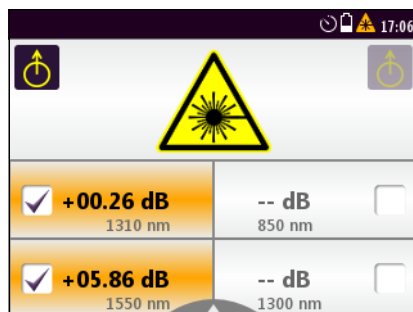 17:06
+00.26 dB
-- dB
1310 nm
850 nm
+05.86 dB
-- dB
1550 nm
1300 nm